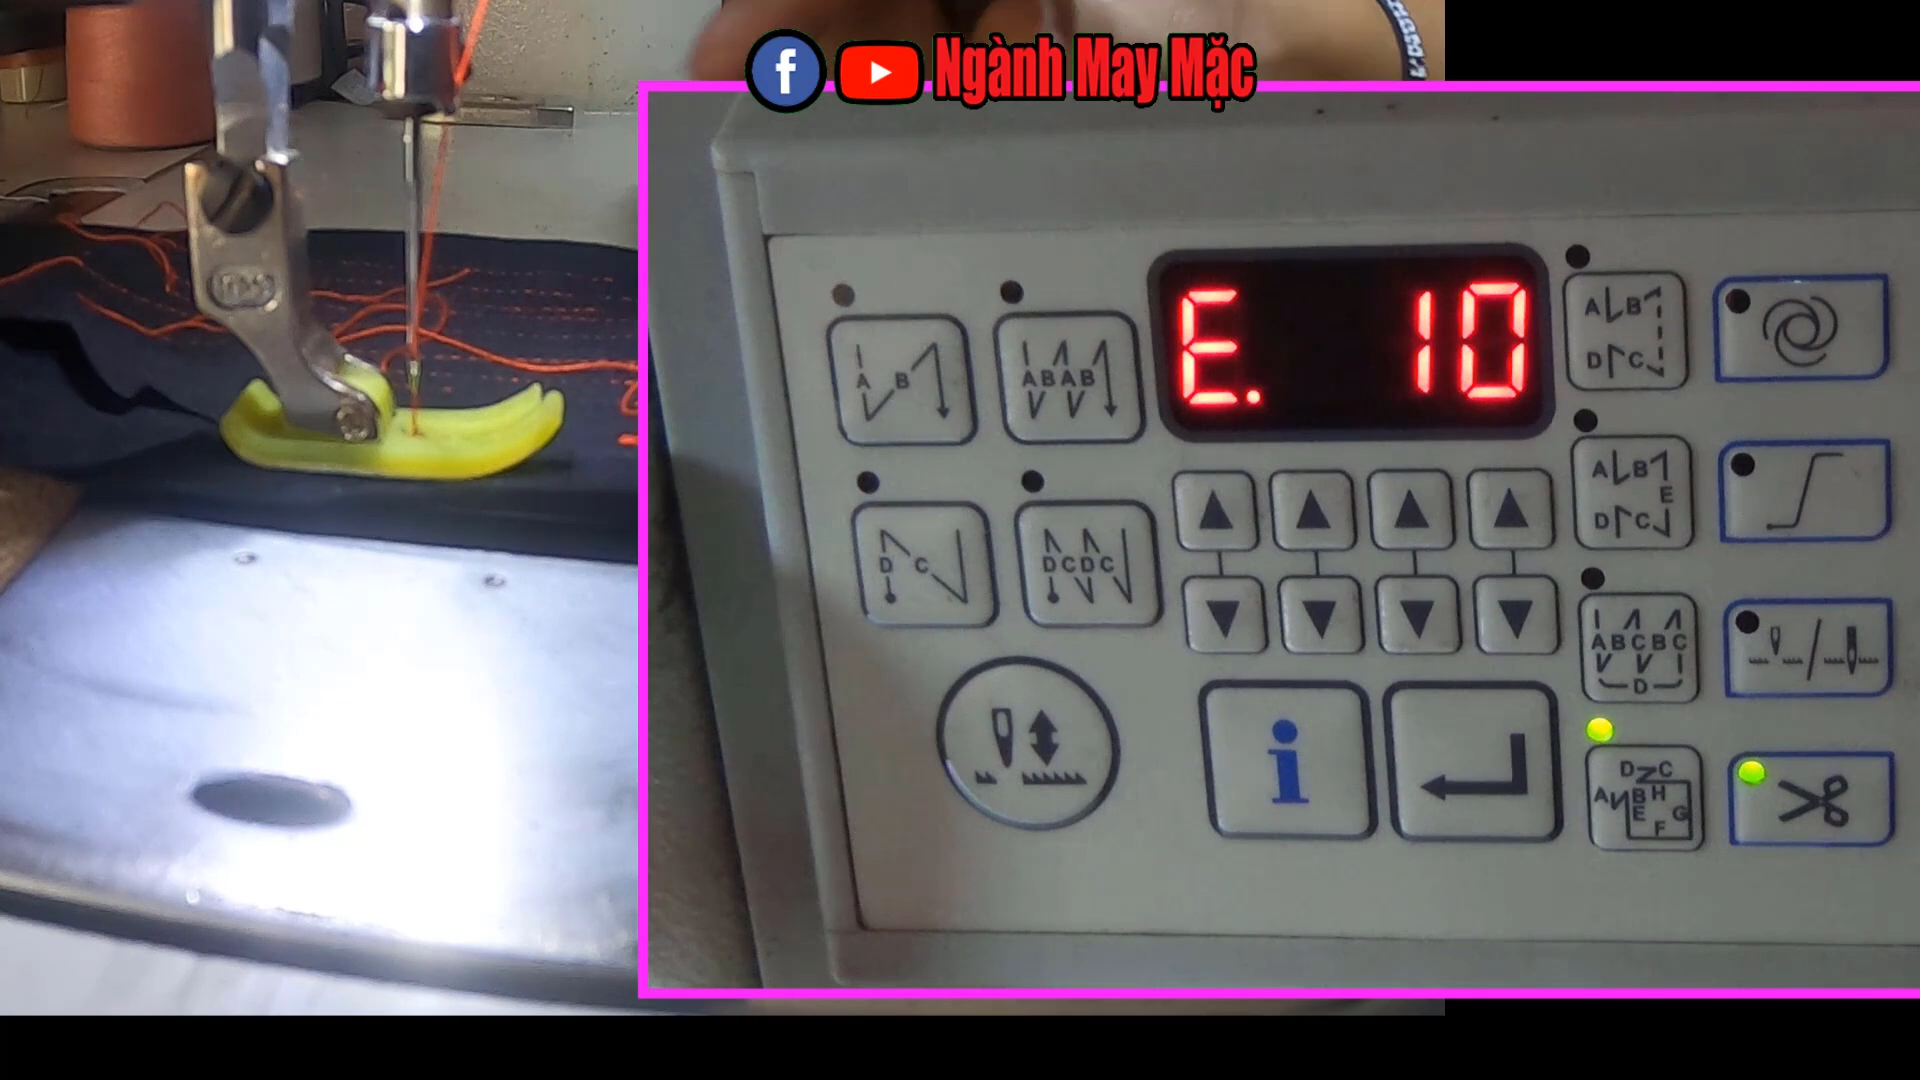 f Ngành May Mặc
E. 10
A B
A B A B
A B
D C
D C
D C D C
A B
E
D C
A B C B C
D
i
D C
A B H
E G
F